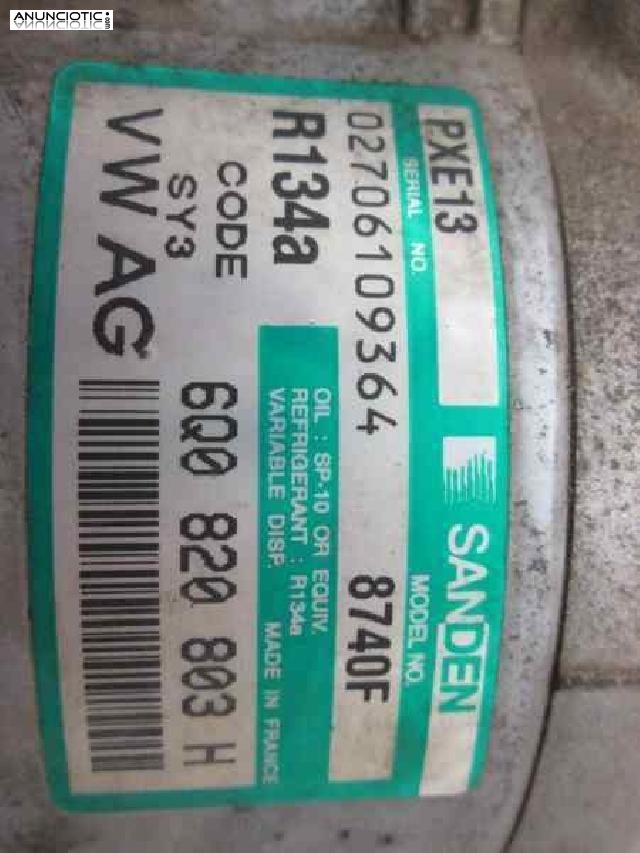 ANUNCIOTIC.com
PXE13
SANDEN
SERIAL NO.
MODEL NO.
02706109364
8740F
R134a
OIL : SP-10 OR EQUIV.
REFRIGERANT : R134a
VARIABLE DISP.
MADE IN FRANCE
CODE
SY3
6Q0 820 803 H
VW AG